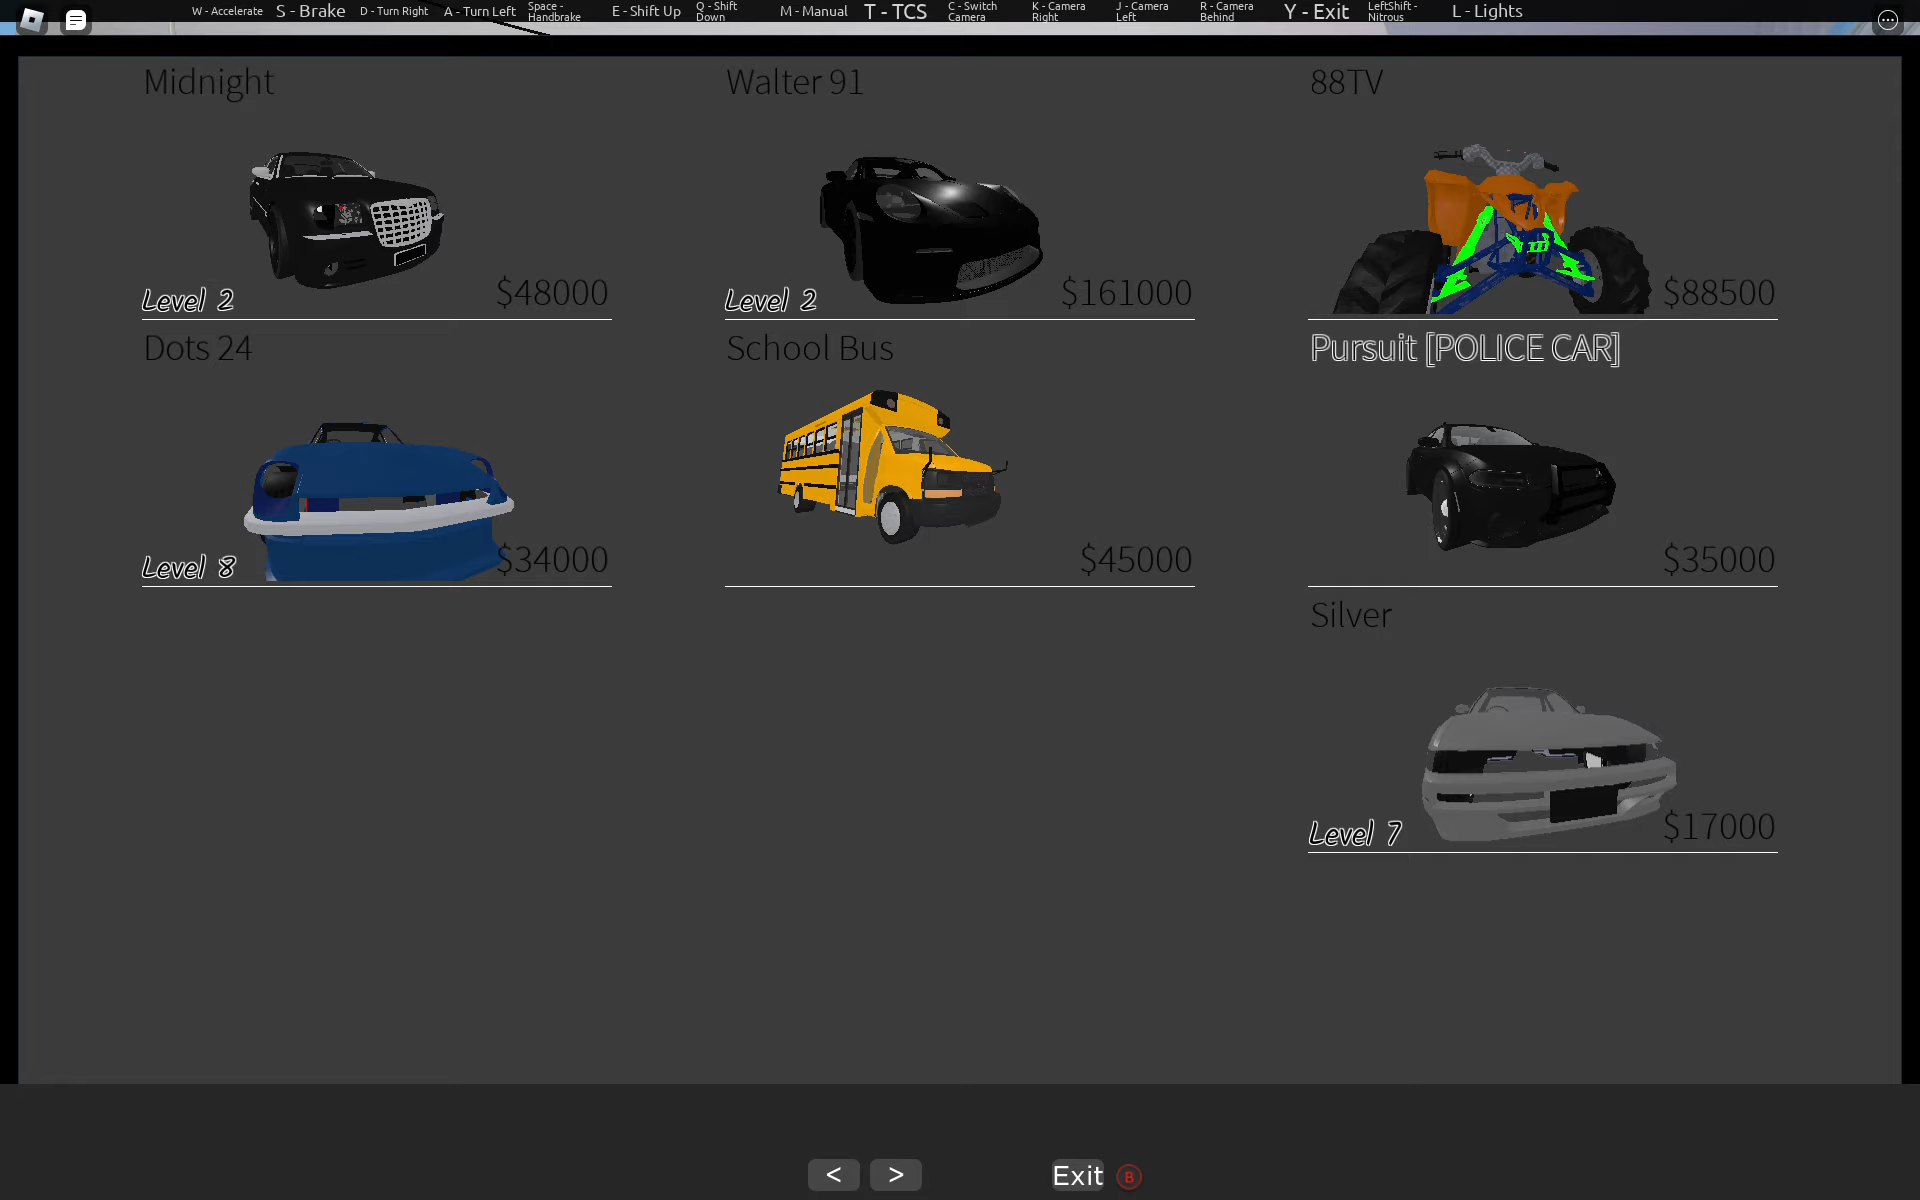 W - Accelerate
S - Brake
D - Turn Right
A - Turn Left
Space -
Handbrake
E - Shift Up
Q - Shift
Down
M - Manual
T - TCS
C - Switch
Camera
K - Camera
Right
J - Camera
Left
R - Camera
Behind
Y - Exit
LeftShift -
Nitrous
L - Lights
Midnight
Level 2
$48000
Walter 91
Level 2
$161000
88TV
$88500
Dots 24
Level 8
$34000
School Bus
$45000
Pursuit [POLICE CAR]
$35000
Silver
Level 7
$17000
<
>
Exit
B